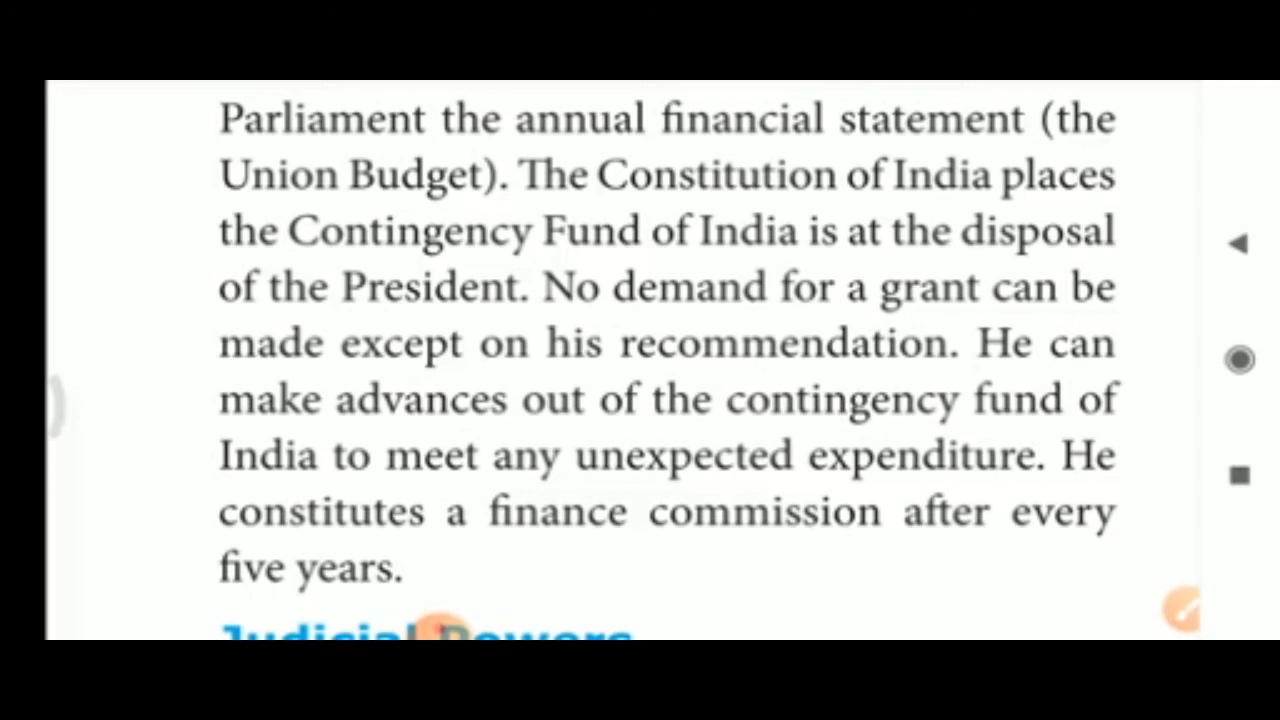 Parliament the annual financial statement (the
Union Budget). The Constitution of India places
the Contingency Fund of India is at the disposal
of the President. No demand for a grant can be
made except on his recommendation. He can
make advances out of the contingency fund of
India to meet any unexpected expenditure. He
constitutes a finance commission after every
five years.
Judicial Powers